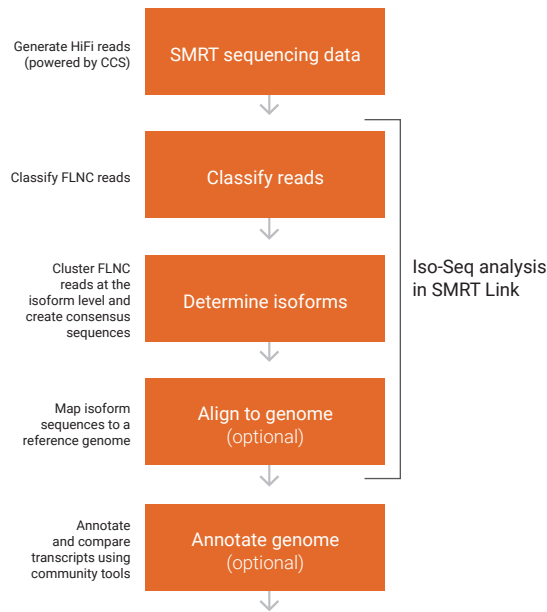 Generate HiFi reads
(powered by CCS)
SMRT sequencing data
Classify FLNC reads
Classify reads
Cluster FLNC
reads at the
isoform level and
create consensus
sequences
Determine isoforms
Iso-Seq analysis
in SMRT Link
Map isoform
sequences to a
reference genome
Align to genome
(optional)
Annotate
and compare
transcripts using
community tools
Annotate genome
(optional)